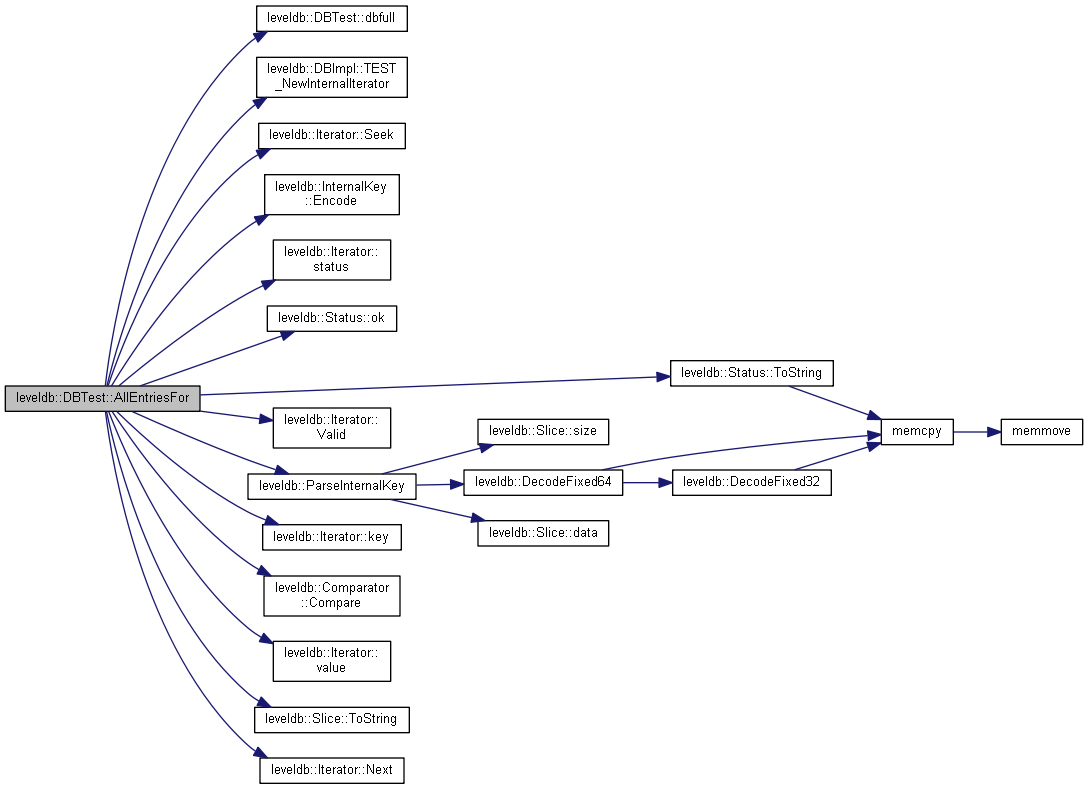 leveldb::DBTest::dbfull
leveldb::DBImpl::TEST
_NewInternalIterator
leveldb::Iterator::Seek
leveldb::InternalKey
::Encode
leveldb::Iterator::
status
leveldb::Status::ok
leveldb::Status::ToString
leveldb::DBTest::AllEntriesFor
leveldb::Iterator::
Valid
leveldb::Slice::size
memcpy
memmove
leveldb::ParseInternalKey
leveldb::DecodeFixed64
leveldb::DecodeFixed32
leveldb::Slice::data
leveldb::Iterator::key
leveldb::Comparator
::Compare
leveldb::Iterator::
value
leveldb::Slice::ToString
leveldb::Iterator::Next